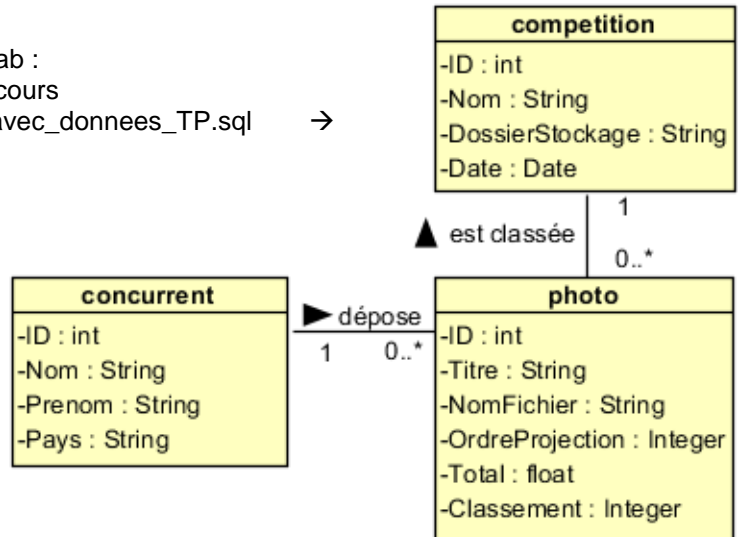 ab :
cours
avec_donnees_TP.sql →
competition
-ID : int
-Nom : String
-DossierStockage : String
-Date : Date
1
est classée
0..*
concurrent
-ID : int
-Nom : String
-Prenom : String
-Pays : String
dépose
1 0..*
photo
-ID : int
-Titre : String
-NomFichier : String
-OrdreProjection : Integer
-Total : float
-Classement : Integer